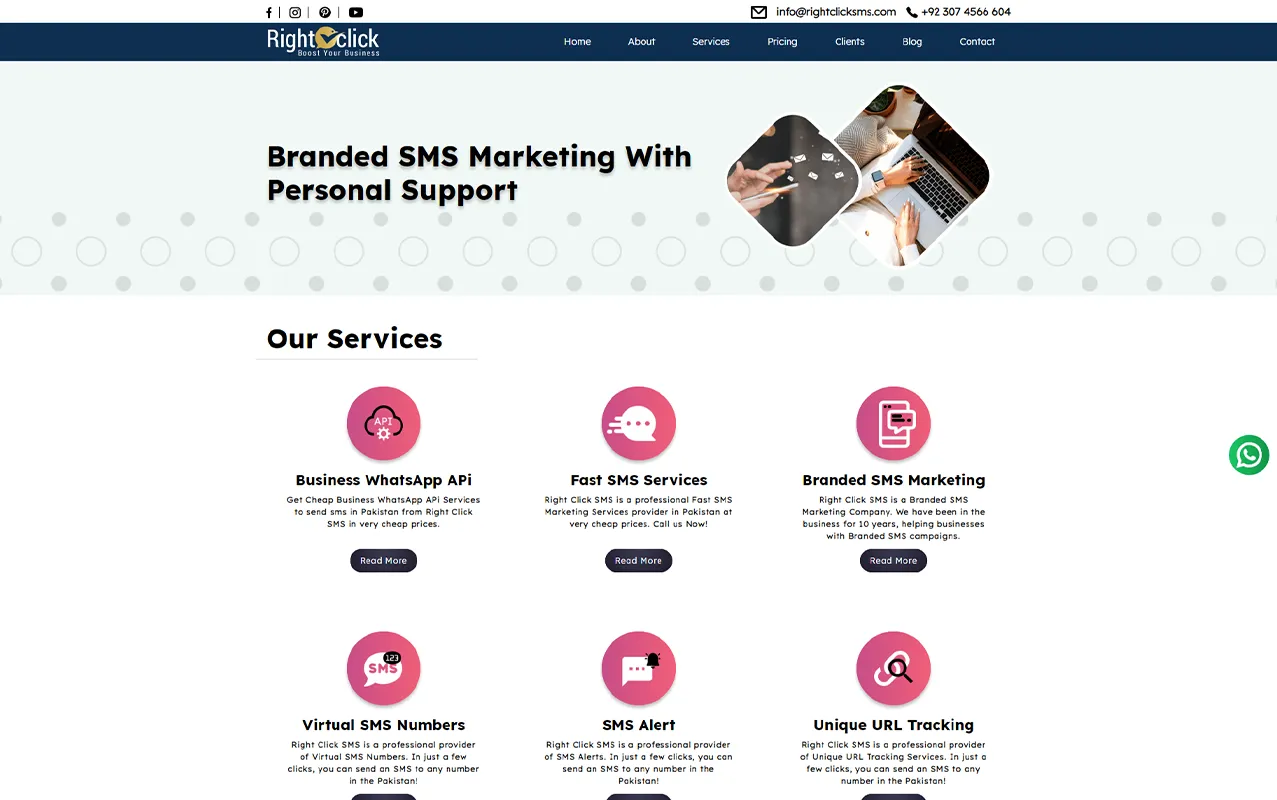 info@rightclicksms.com +92 307 4566 604
Right click
Boost Your Business
Home About Services Pricing Clients Blog Contact
Branded SMS Marketing With
Personal Support
Our Services
API
Business WhatsApp APi
Get Cheap Business WhatsApp APi Services
to send sms in Pakistan from Right Click
SMS in very cheap prices.
Read More
Fast SMS Services
Right Click SMS is a professional Fast SMS
Marketing Services provider in Pakistan at
very cheap prices. Call us Now!
Read More
Branded SMS Marketing
Right Click SMS is a Branded SMS
Marketing Company. We have been in the
business for 10 years, helping businesses
with Branded SMS campaigns.
Read More
123
SMS
Virtual SMS Numbers
Right Click SMS is a professional provider
of Virtual SMS Numbers. In just a few
clicks, you can send an SMS to any number
in the Pakistan!
SMS Alert
Right Click SMS is a professional provider
of SMS Alerts. In just a few clicks, you can
send an SMS to any number in the
Pakistan!
Unique URL Tracking
Right Click SMS is a professional provider
of Unique URL Tracking Services. In just a
few clicks, you can send an SMS to any
number in the Pakistan!